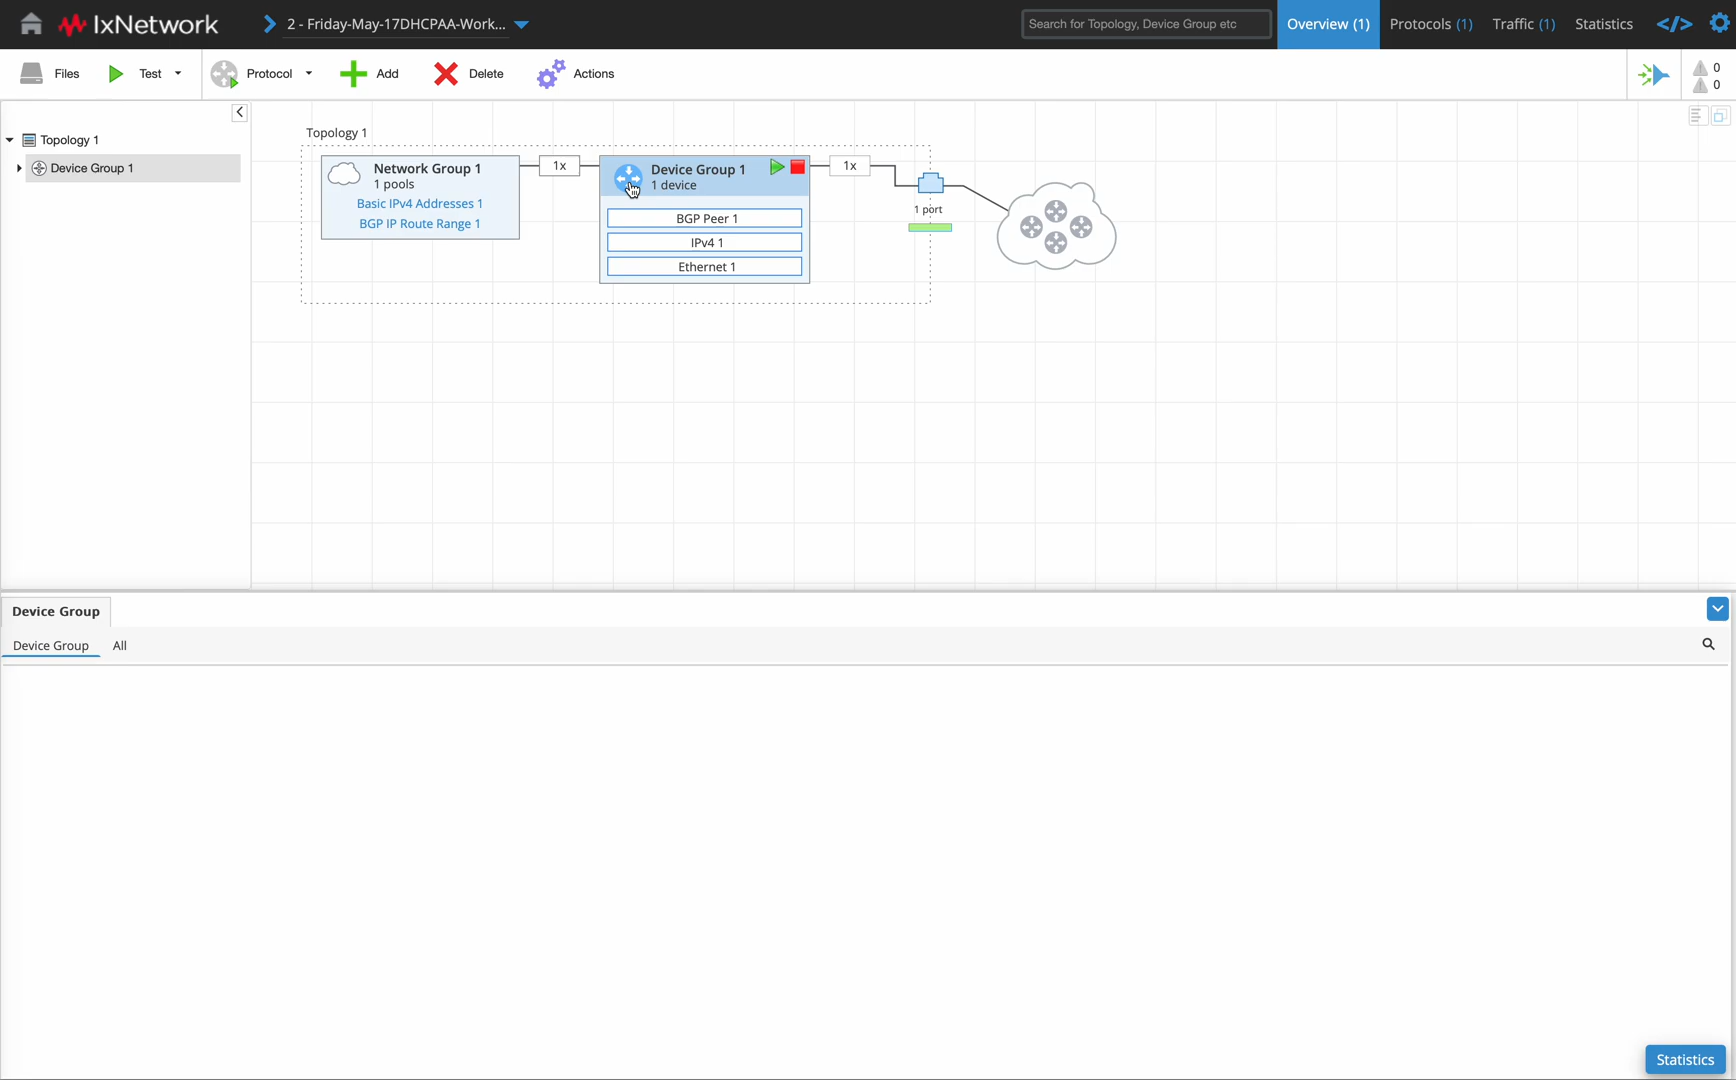 IxNetwork
2 - Friday-May-17DHCPAA-Work...
Search for Topology, Device Group etc
Overview (1)
Protocols (1)
Traffic (1)
Statistics
</>
Files
Test
Protocol
Add
Delete
Actions
0
0
Topology 1
Device Group 1
Topology 1
Network Group 1
1 pools
Basic IPv4 Addresses 1
BGP IP Route Range 1
1x
Device Group 1
1 device
BGP Peer 1
IPv4 1
Ethernet 1
1x
1 port
Device Group
Device Group
All
Statistics